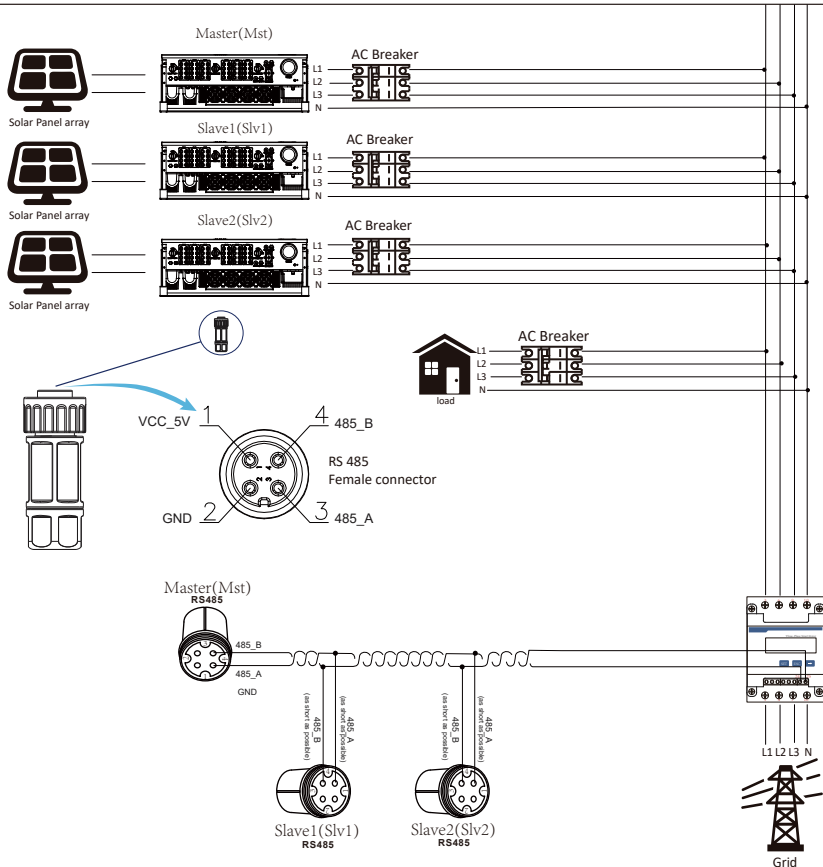 Master(Mst)
AC Breaker
L1
L2
L3
N
Solar Panel array
Slave1(Slv1)
AC Breaker
L1
L2
L3
N
Solar Panel array
Slave2(Slv2)
AC Breaker
L1
L2
L3
N
Solar Panel array
AC Breaker
L1
L2
L3
N
load
VCC_5V 1
4 485_B
1 4
2 3
RS 485
Female connector
GND 2
3 485_A
Master(Mst)
RS485
485_B
485_A
GND
485_B
(as short as possible)
485_A
(as short as possible)
485_B
(as short as possible)
485_A
(as short as possible)
Slave1(Slv1)
RS485
Slave2(Slv2)
RS485
L1 L2 L3 N
Grid